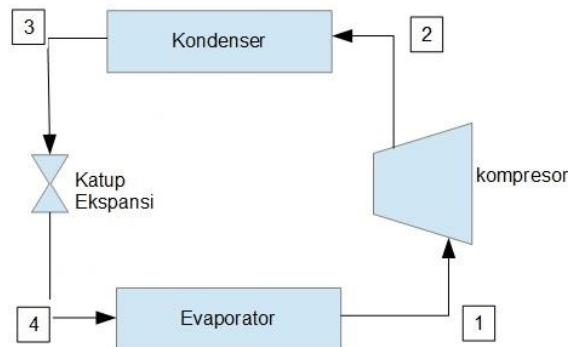 3
Kondenser
2
Katup
Ekspansi
kompresor
4
Evaporator
1